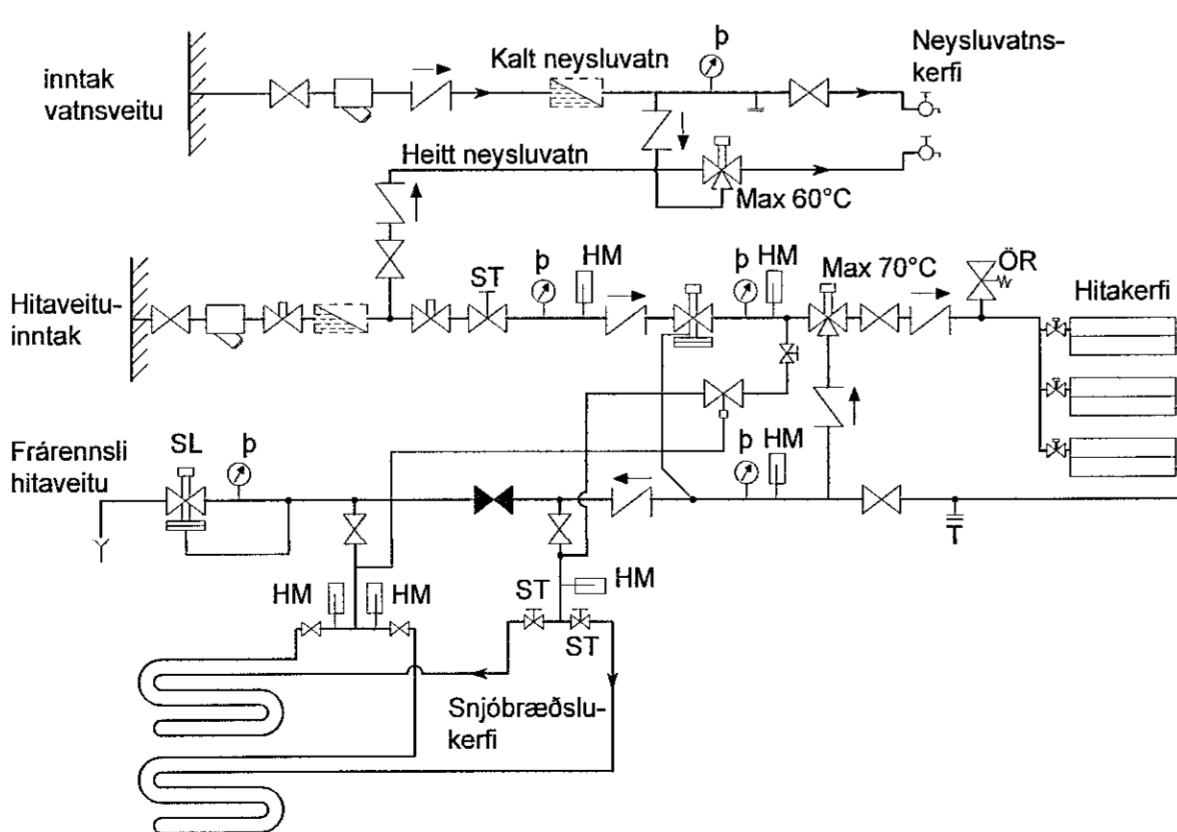 inntak
vatnsveitu
Kalt neysluvatn
þ
Neysluvatns-
kerfi
Heitt neysluvatn
Max 60°C
Hitaveitu-
inntak
ST
þ
HM
þ
HM
Max 70°C
ÖR
Hitakerfi
Frárennsli
hitaveitu
SL
þ
þ
HM
HM
HM
ST
HM
ST
Snjóbræðslu-
kerfi